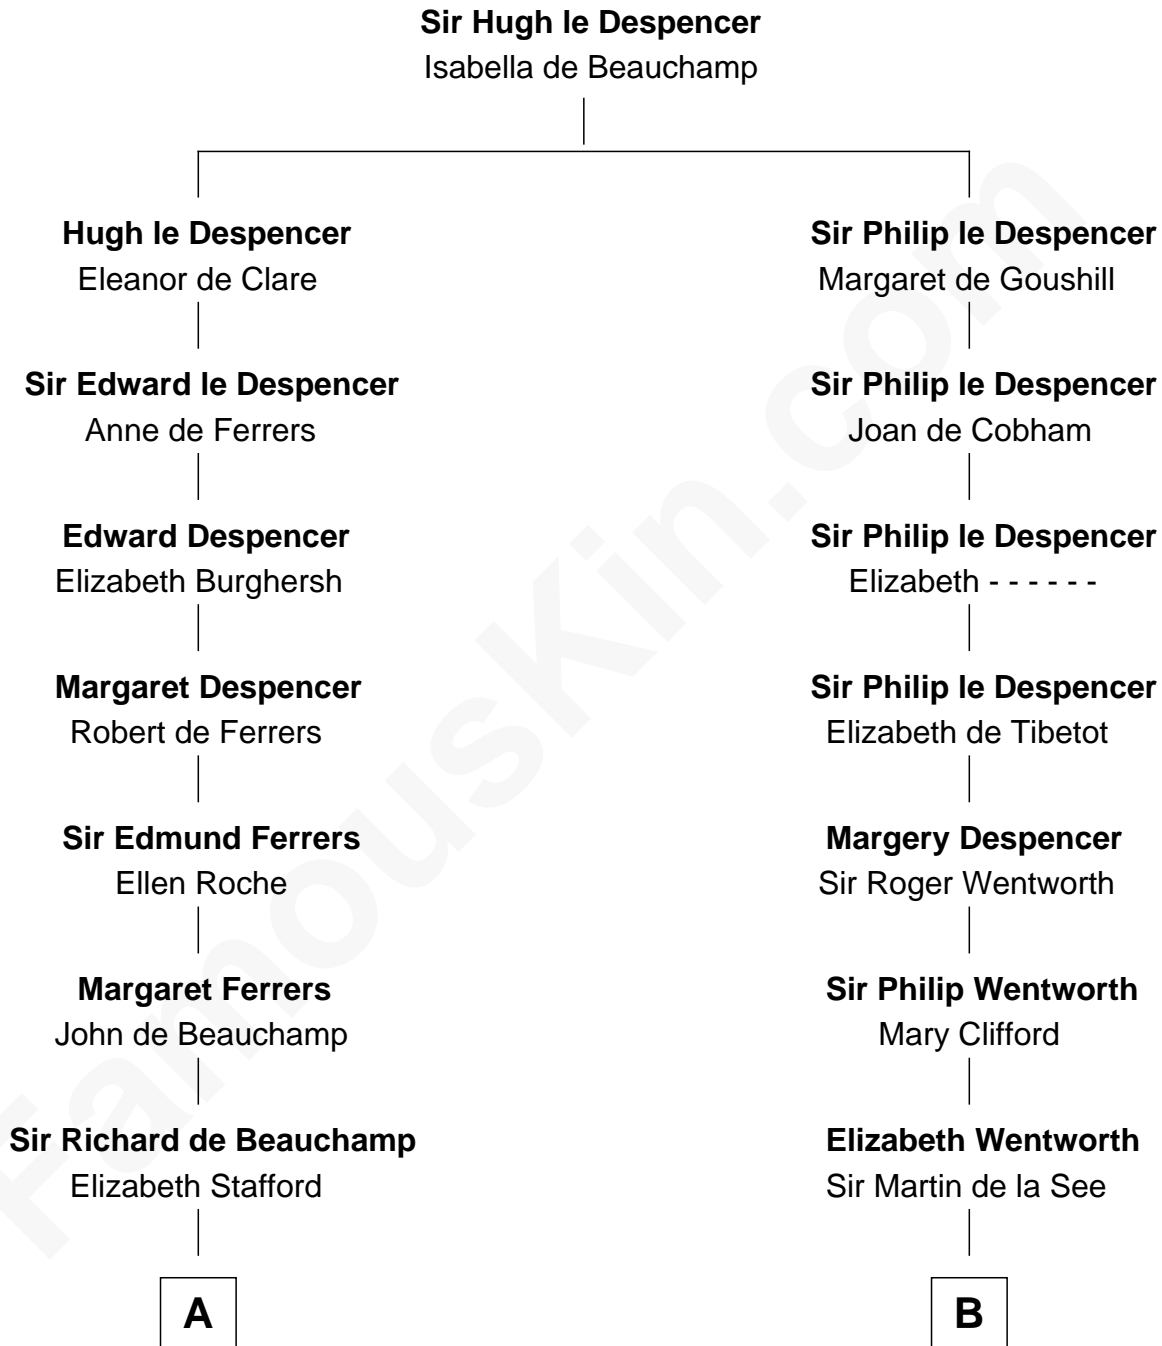 Sir Hugh le Despencer
Isabella de Beauchamp
Hugh le Despencer
Eleanor de Clare
Sir Philip le Despencer
Margaret de Goushill
Sir Edward le Despencer
Anne de Ferrers
Sir Philip le Despencer
Joan de Cobham
Edward Despencer
Elizabeth Burghersh
Sir Philip le Despencer
Elizabeth - - - - - -
Margaret Despencer
Robert de Ferrers
Sir Philip le Despencer
Elizabeth de Tibetot
Sir Edmund Ferrers
Ellen Roche
Margery Despencer
Sir Roger Wentworth
Margaret Ferrers
John de Beauchamp
Sir Philip Wentworth
Mary Clifford
Sir Richard de Beauchamp
Elizabeth Stafford
Elizabeth Wentworth
Sir Martin de la See
A
B
FamousKin.com